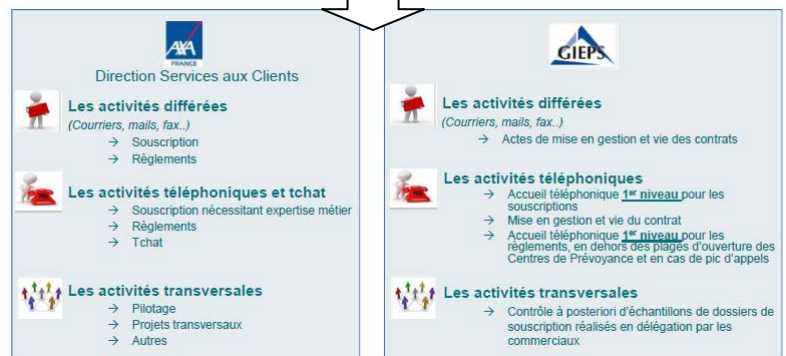 AXA
FRANCE
Direction Services aux Clients
Les activités différées
(Courriers, mails, fax..)
→ Souscription
→ Règlements
Les activités téléphoniques et tchat
→ Souscription nécessitant expertise métier
→ Règlements
→ Tchat
Les activités transversales
→ Pilotage
→ Projets transversaux
→ Autres
GIEPS
Les activités différées
(Courriers, mails, fax..)
→ Actes de mise en gestion et vie des contrats
Les activités téléphoniques
→ Accueil téléphonique 1er niveau pour les
souscriptions
→ Mise en gestion et vie du contrat
→ Accueil téléphonique 1er niveau pour les
règlements, en dehors des plages d'ouverture des
Centres de Prévoyance et en cas de pic d'appels
Les activités transversales
→ Contrôle à posteriori d'échantillons de dossiers de
souscription réalisés en délégation par les
commerciaux